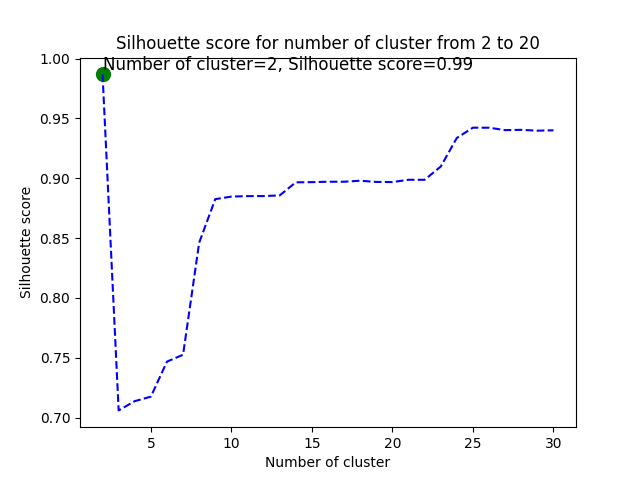 Silhouette score for number of cluster from 2 to 20
Number of cluster=2, Silhouette score=0.99
1.00
0.95
0.90
0.85
0.80
0.75
0.70
Silhouette score
5 10 15 20 25 30
Number of cluster